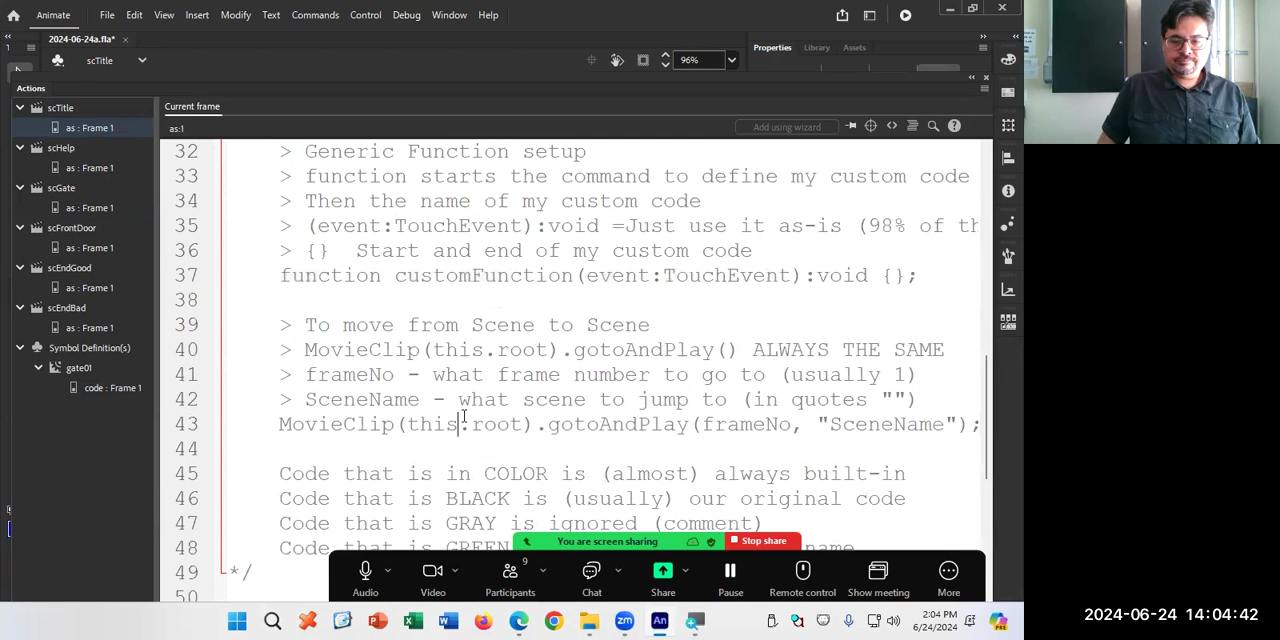 Animate File Edit View Insert Modify Text Commands Control Debug Window Help
2024-06-24a.fla* ×
scTitle 96% Properties Library Assets
Actions
scTitle Current frame
as : Frame 1 as:1 Add using wizard
scHelp
as : Frame 1
scGate
as : Frame 1
scFrontDoor
as : Frame 1
scEndGood
as : Frame 1
scEndBad
as : Frame 1
Symbol Definition(s)
gate01
code : Frame 1
32 > Generic Function setup
33 > function starts the command to define my custom code
34 > Then the name of my custom code
35 > (event:TouchEvent):void =Just use it as-is (98% of th
36 > {} Start and end of my custom code
37 function customFunction(event:TouchEvent):void {};
38
39 > To move from Scene to Scene
40 > MovieClip(this.root).gotoAndPlay() ALWAYS THE SAME
41 > frameNo - what frame number to go to (usually 1)
42 > SceneName - what scene to jump to (in quotes "")
43 MovieClip(this.root).gotoAndPlay(frameNo, "SceneName");
44
45 Code that is in COLOR is (almost) always built-in
46 Code that is BLACK is (usually) our original code
47 Code that is GRAY is ignored (comment)
48 Code that is GREEN name
49 */
50
You are screen sharing Stop share
9
Audio Video Participants Chat Share Pause Remote control Show meeting More
2:04 PM
6/24/2024
2024-06-24 14:04:42